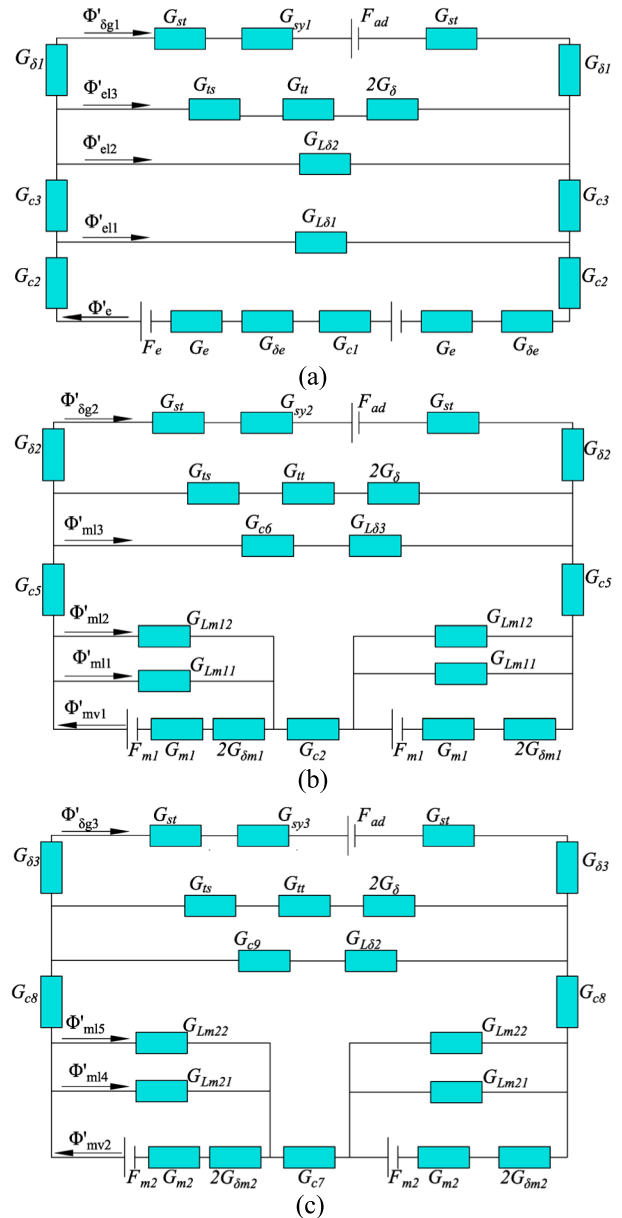 Φ'δg1 Gst Gsy1 Fad Gst
Gδ1 Gδ1
Φ'el3 Gts Gtt 2Gδ
Φ'el2 GLδ2
Gc3 Gc3
Φ'el1 GLδ1
Gc2 Gc2
Φ'e
Fe Ge Gδe Gc1 Ge Gδe
(a)
Φ'δg2 Gst Gsy2 Fad Gst
Gδ2 Gδ2
Gts Gtt 2Gδ
Φ'ml3 Gc6 GLδ3
Gc5 Gc5
Φ'ml2 GLm12 GLm12
Φ'ml1 GLm11 GLm11
Φ'mv1
Fm1 Gm1 2Gδm1 Gc2 Fm1 Gm1 2Gδm1
(b)
Φ'δg3 Gst Gsy3 Fad Gst
Gδ3 Gδ3
Gts Gtt 2Gδ
Gc9 GLδ2
Gc8 Gc8
Φ'ml5 GLm22 GLm22
Φ'ml4 GLm21 GLm21
Φ'mv2
Fm2 Gm2 2Gδm2 Gc7 Fm2 Gm2 2Gδm2
(c)